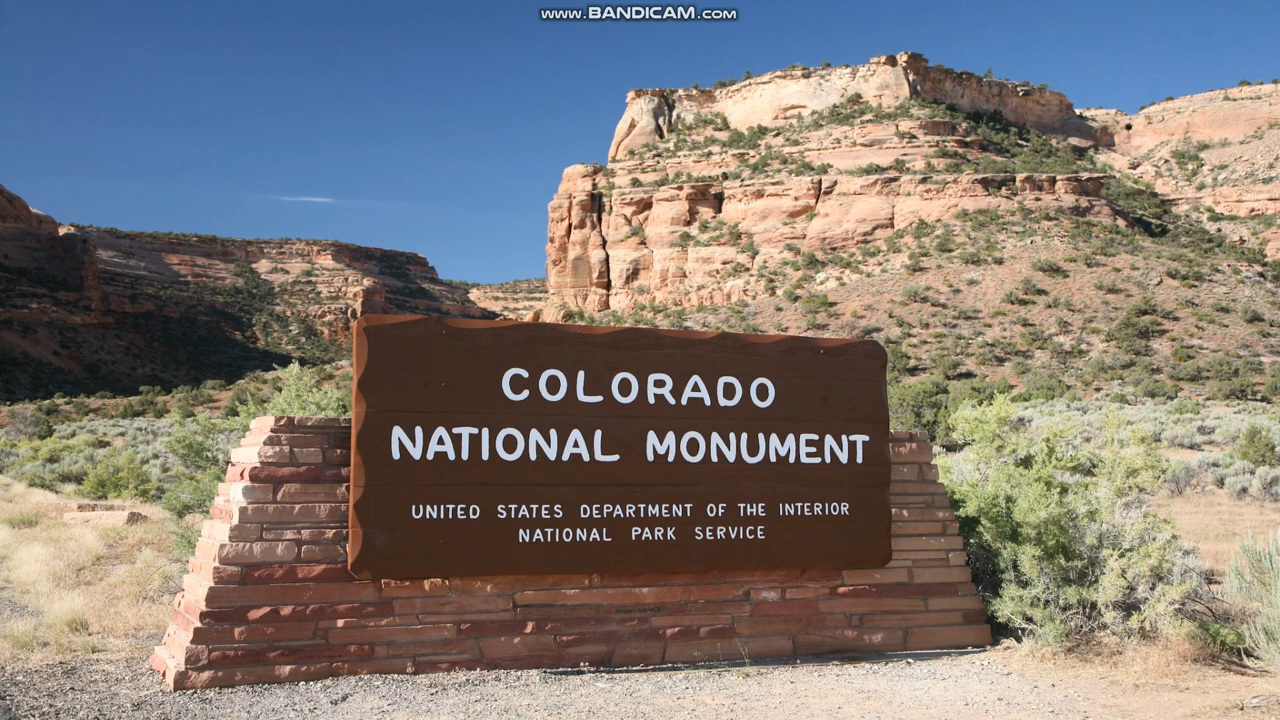 www.BANDICAM.com
COLORADO
NATIONAL MONUMENT
UNITED STATES DEPARTMENT OF THE INTERIOR
NATIONAL PARK SERVICE